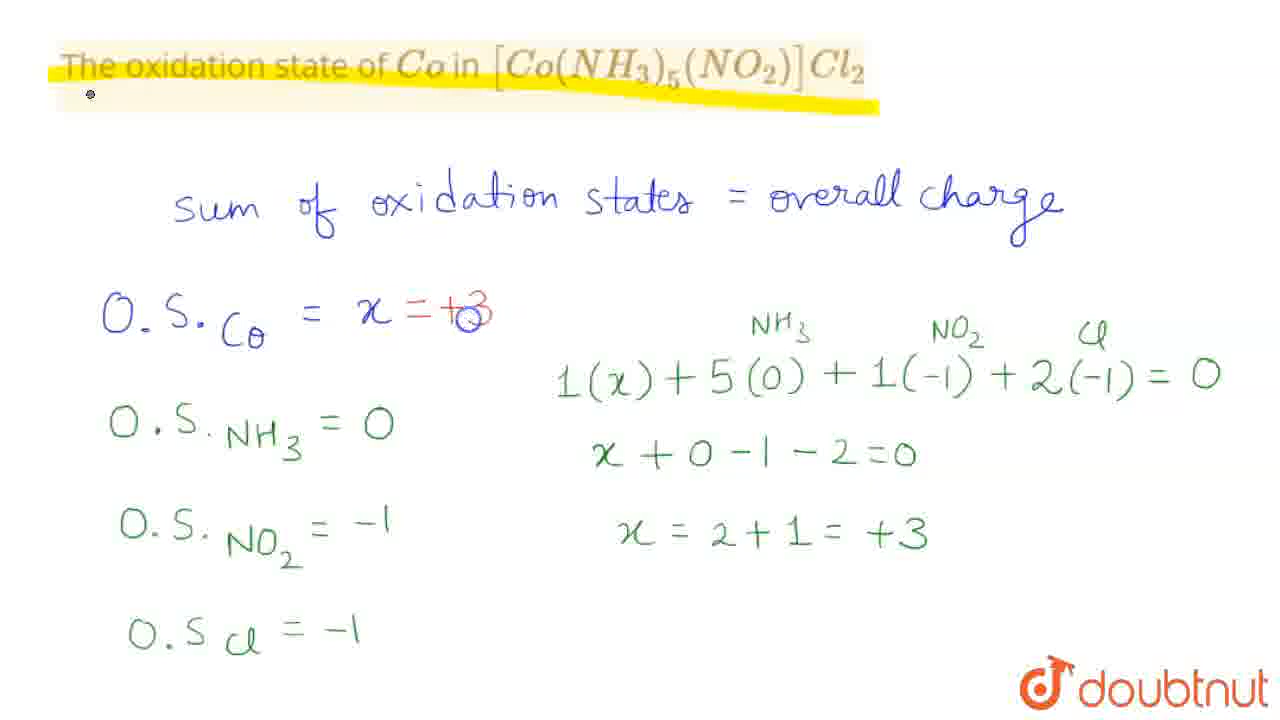 The oxidation state of Co in [Co(NH₃)₅(NO₂)]Cl₂
sum of oxidation states = overall charge
O.S. Co = x = +3
O.S. NH₃ = 0
O.S. NO₂ = -1
O.S Cl = -1
NH₃ NO₂ Cl
1(x) + 5(0) + 1(-1) + 2(-1) = 0
x + 0 - 1 - 2 = 0
x = 2 + 1 = +3
doubtnut